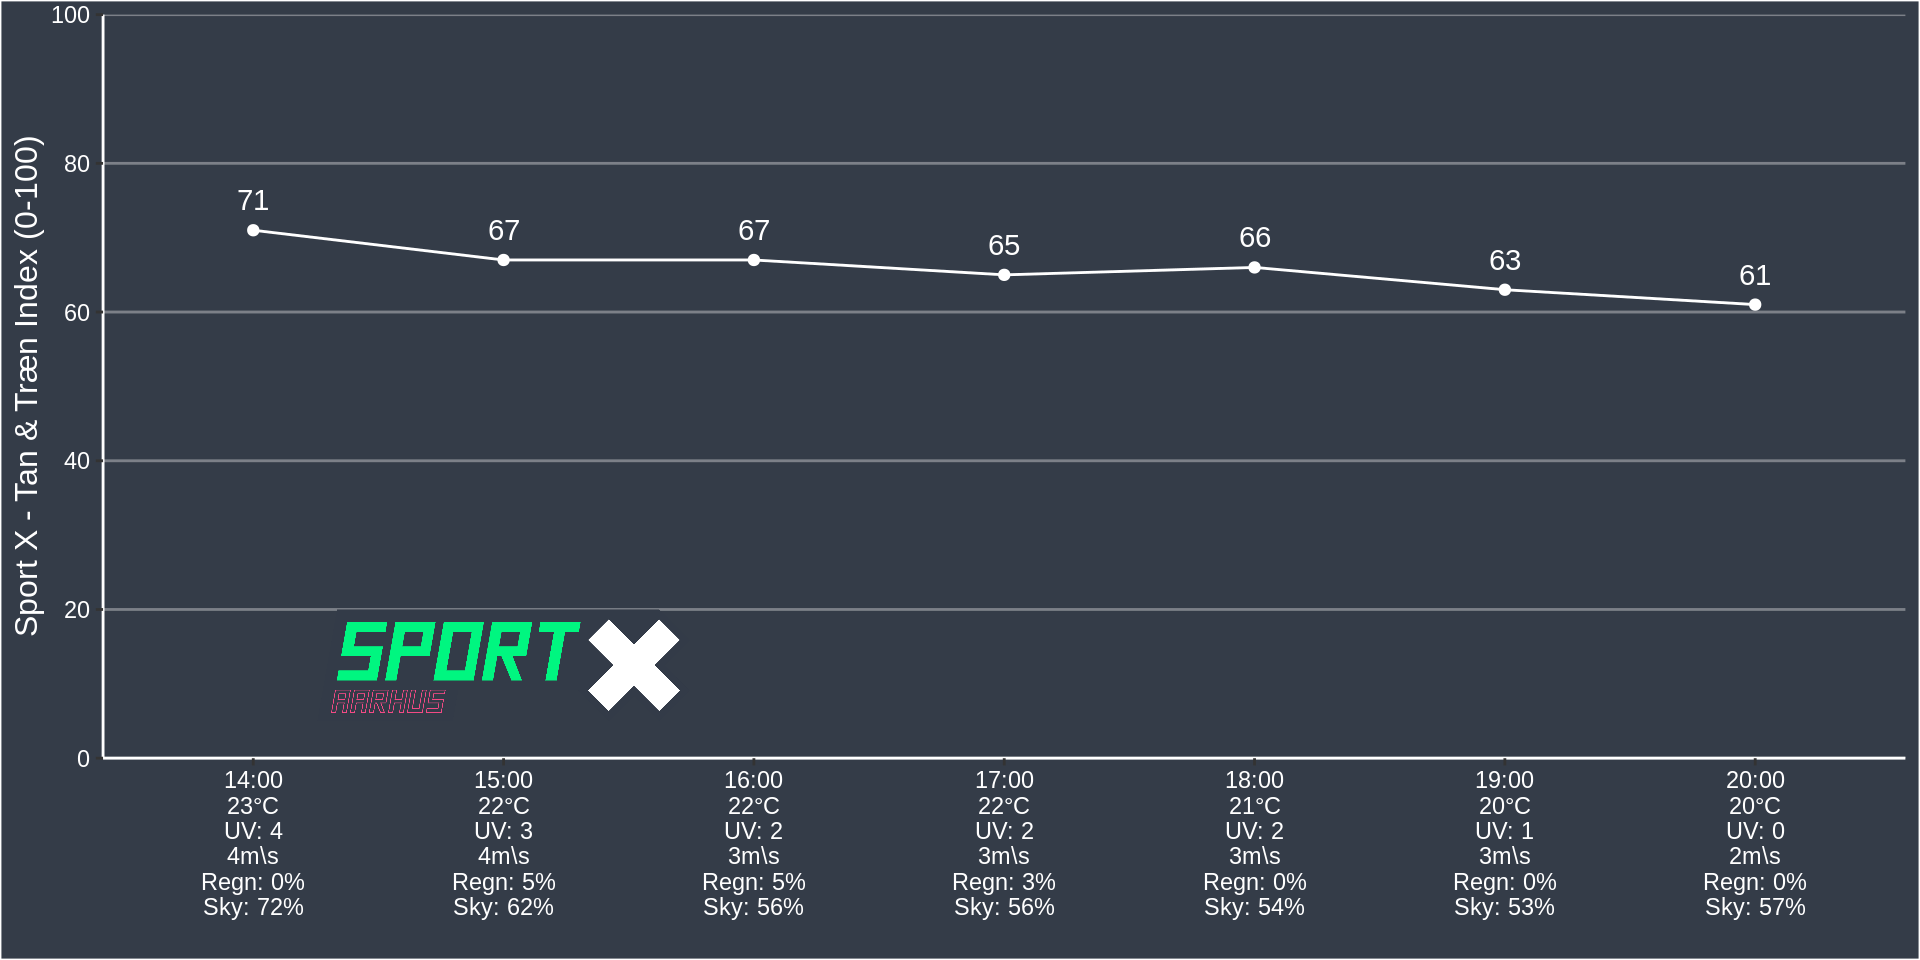 100
80
60
40
20
0
Sport X - Tan & Træn Index (0-100)
71
67
67
65
66
63
61
SPORT X
AARHUS
14:00 15:00 16:00 17:00 18:00 19:00 20:00
23°C 22°C 22°C 22°C 21°C 20°C 20°C
UV: 4 UV: 3 UV: 2 UV: 2 UV: 2 UV: 1 UV: 0
4m\s 4m\s 3m\s 3m\s 3m\s 3m\s 2m\s
Regn: 0% Regn: 5% Regn: 5% Regn: 3% Regn: 0% Regn: 0% Regn: 0%
Sky: 72% Sky: 62% Sky: 56% Sky: 56% Sky: 54% Sky: 53% Sky: 57%